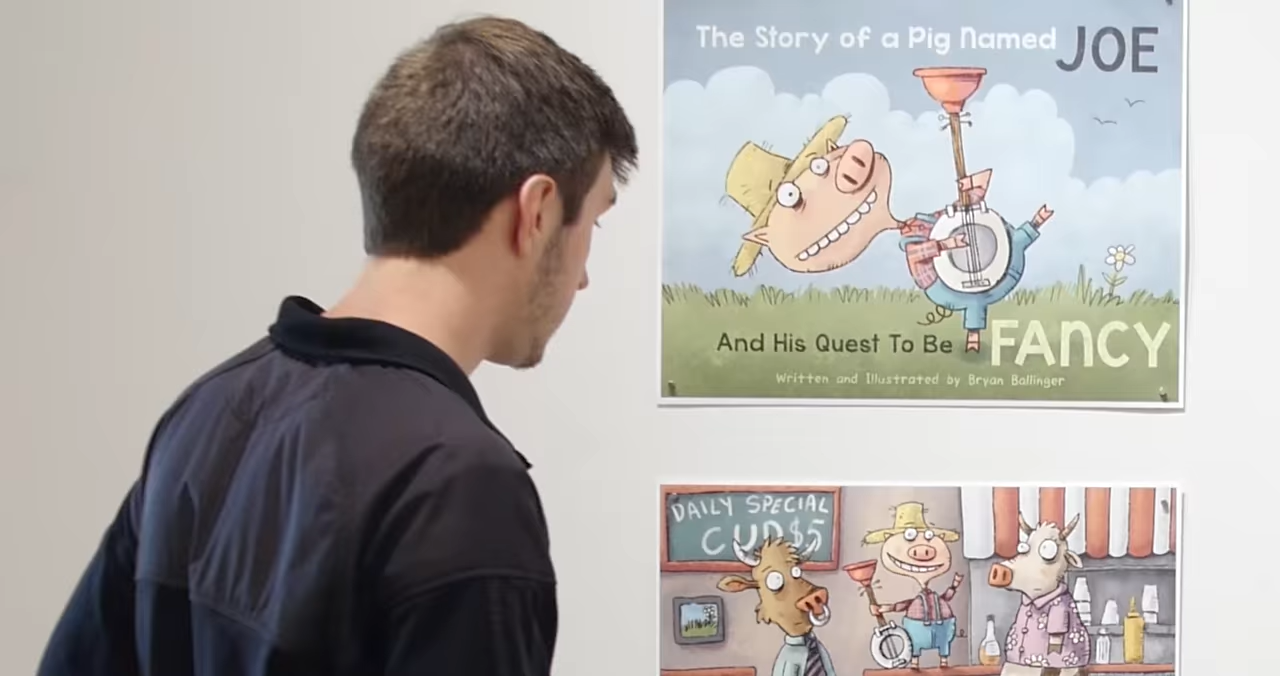 The Story of a Pig Named JOE
And His Quest To Be FANCY
Written and Illustrated by Bryan Ballinger
DAILY SPECIAL
CUD $5